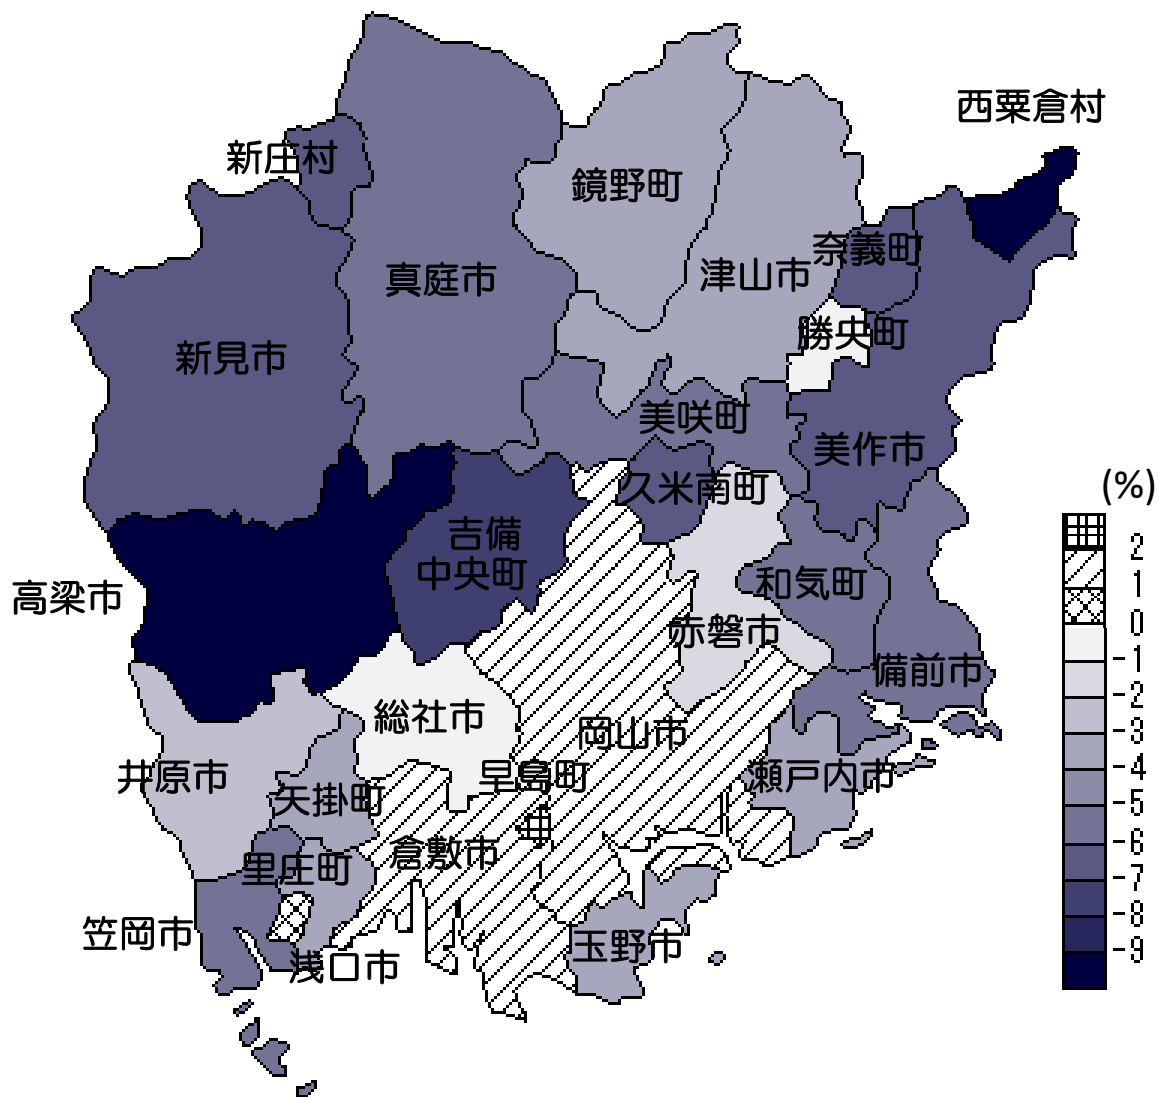 西粟倉村
新庄村
鏡野町
奈義町
津山市
真庭市
勝央町
新見市
美咲町
美作市
久米南町
(%)
吉備
中央町
和気町
高梁市
赤磐市
備前市
総社市
岡山市
早島町
瀬戸内市
井原市
矢掛町
倉敷市
里庄町
笠岡市
玉野市
浅口市
2
1
0
-1
-2
-3
-4
-5
-6
-7
-8
-9